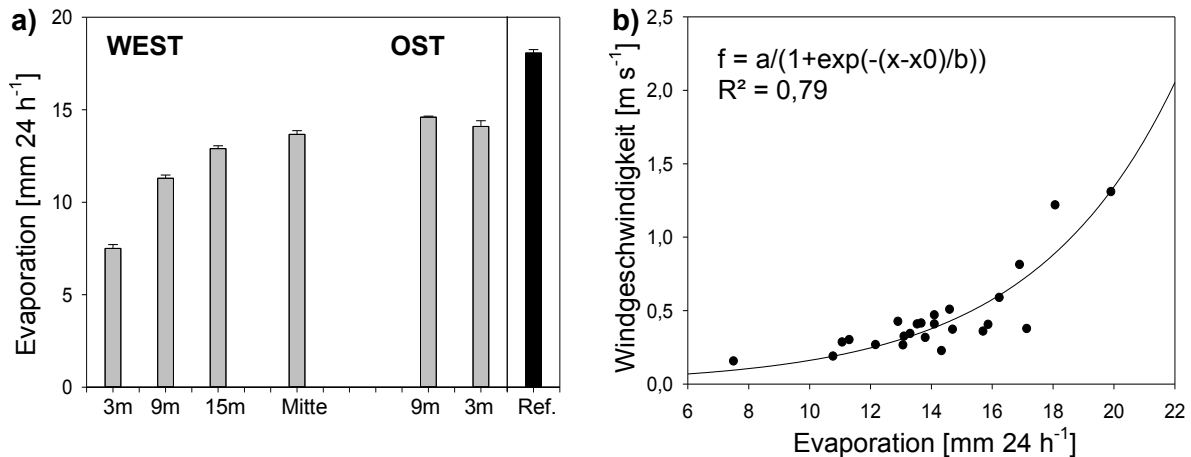 a)
WEST OST
Evaporation [mm 24 h⁻¹]
20
15
10
5
0
3m 9m 15m Mitte 9m 3m Ref.
b)
f = a/(1+exp(-(x-x0)/b))
R² = 0,79
Windgeschwindigkeit [m s⁻¹]
2,5
2,0
1,5
1,0
0,5
0,0
6 8 10 12 14 16 18 20 22
Evaporation [mm 24 h⁻¹]